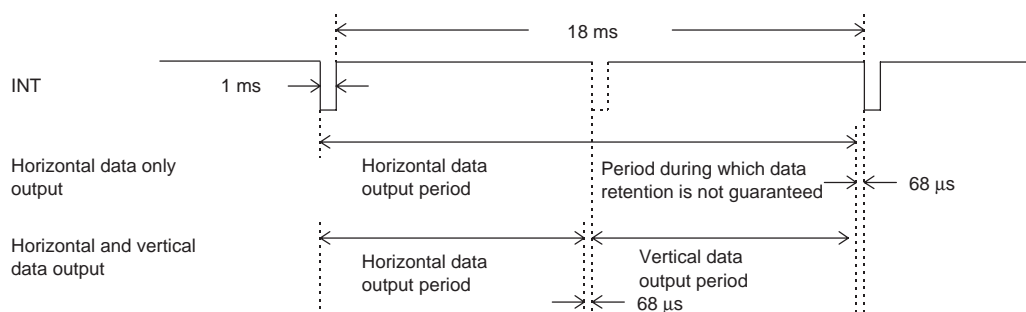 18 ms
INT
1 ms
Horizontal data only
output
Horizontal data
output period
Period during which data
retention is not guaranteed
68 µs
Horizontal and vertical
data output
Horizontal data
output period
Vertical data
output period
68 µs